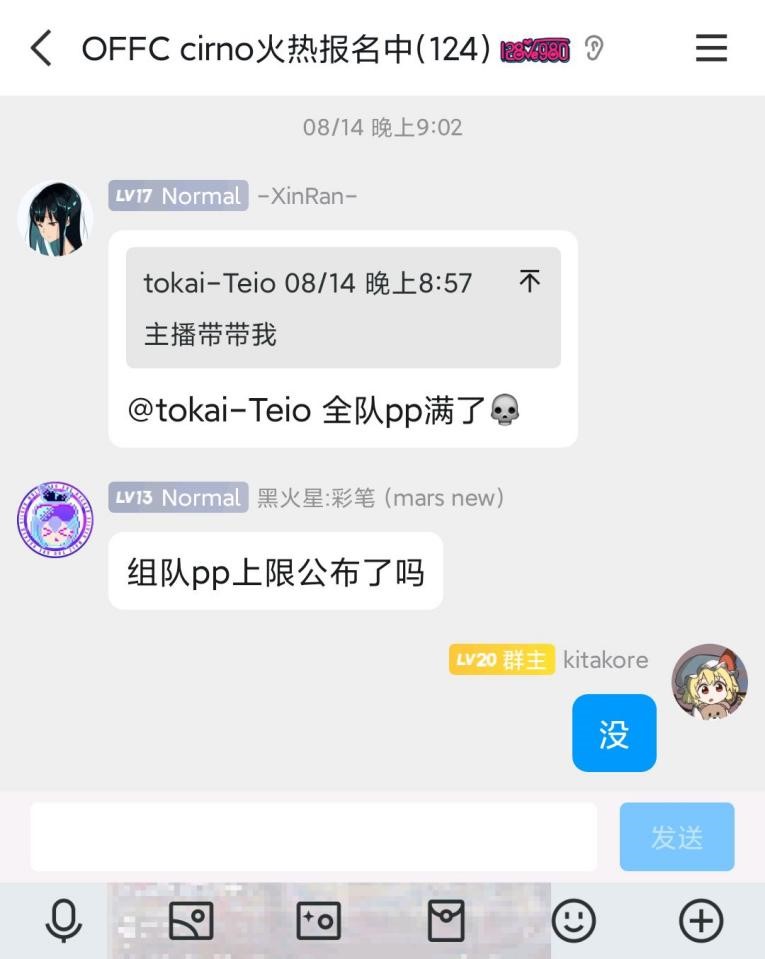 OFFC cirno火热报名中(124)
08/14 晚上9:02
LV17 Normal -XinRan-
tokai-Teio 08/14 晚上8:57
主播带带我
@tokai-Teio 全队pp满了💀
LV13 Normal 黑火星:彩笔 (mars new)
组队pp上限公布了吗
LV20 群主 kitakore
没
发送